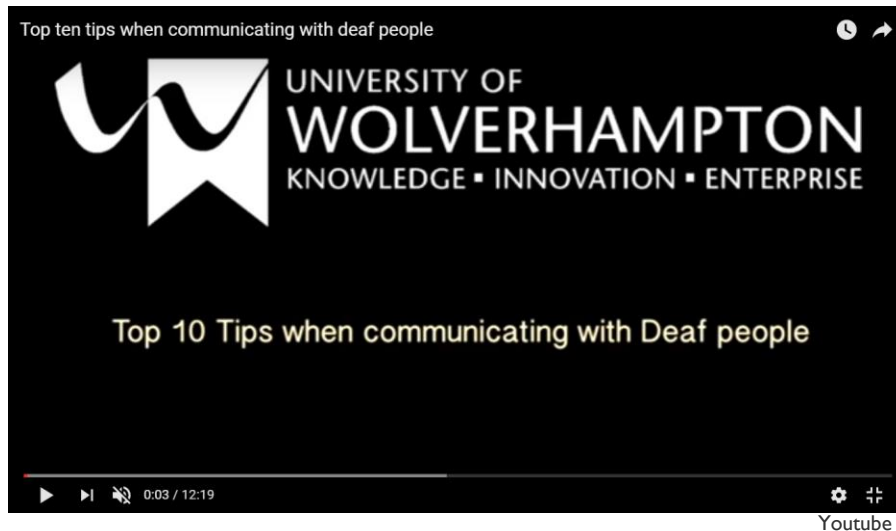 Top ten tips when communicating with deaf people
UNIVERSITY OF
WOLVERHAMPTON
KNOWLEDGE ▪ INNOVATION ▪ ENTERPRISE
Top 10 Tips when communicating with Deaf people
0:03 / 12:19
Youtube